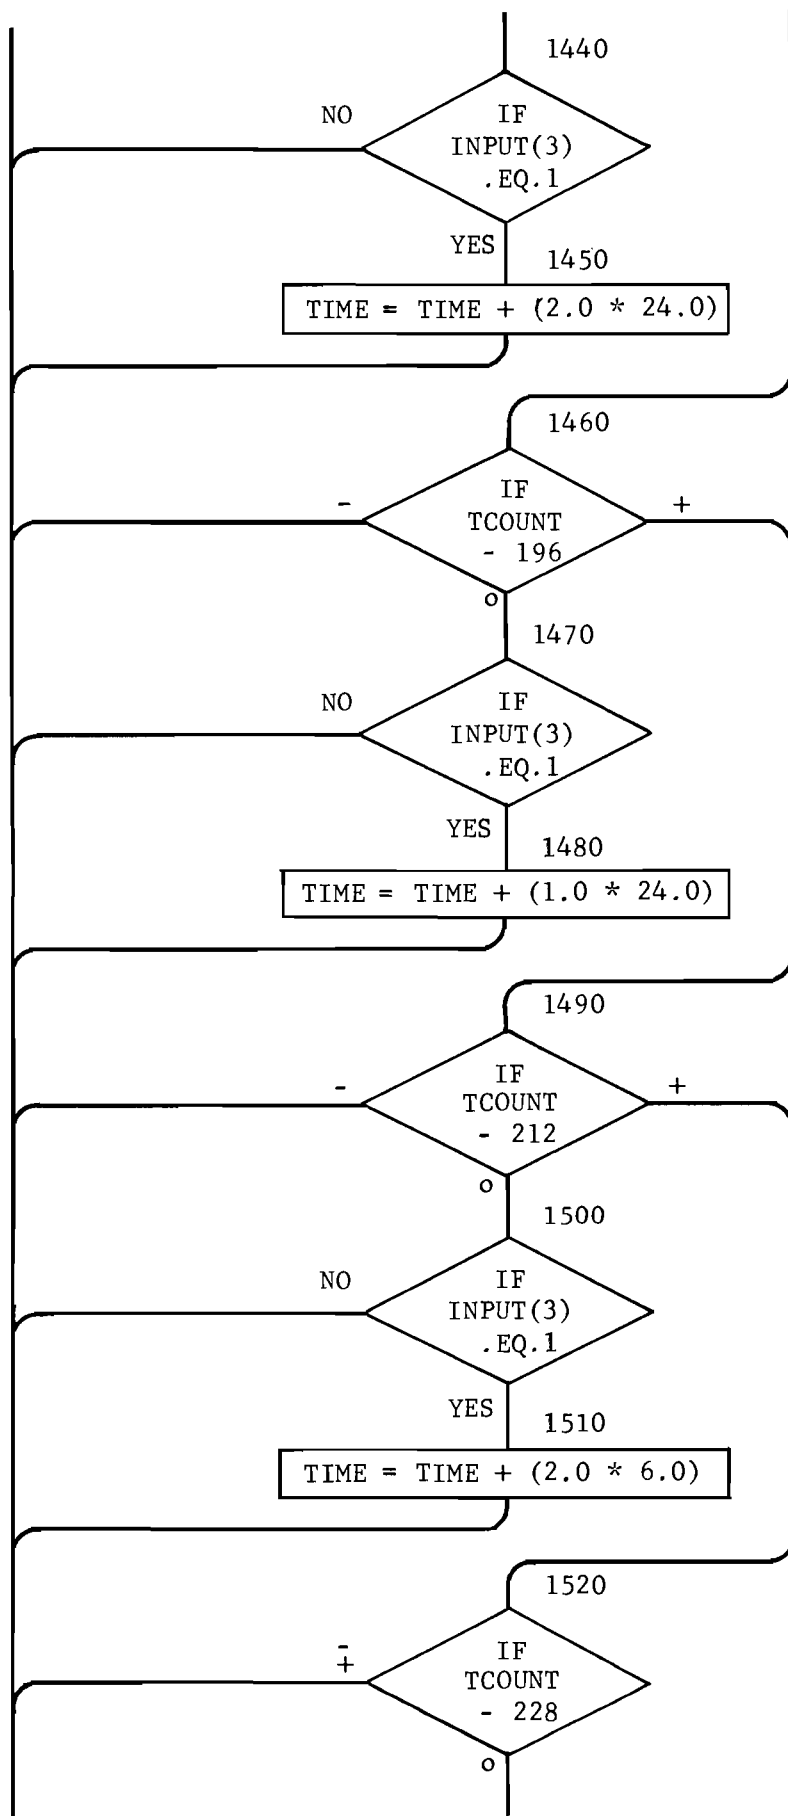 1440
NO
IF
INPUT(3)
.EQ.1
YES
1450
TIME = TIME + (2.0 * 24.0)
1460
-
IF
TCOUNT
- 196
+
o
1470
NO
IF
INPUT(3)
.EQ.1
YES
1480
TIME = TIME + (1.0 * 24.0)
1490
-
IF
TCOUNT
- 212
+
o
1500
NO
IF
INPUT(3)
.EQ.1
YES
1510
TIME = TIME + (2.0 * 6.0)
1520
-
+
IF
TCOUNT
- 228
o